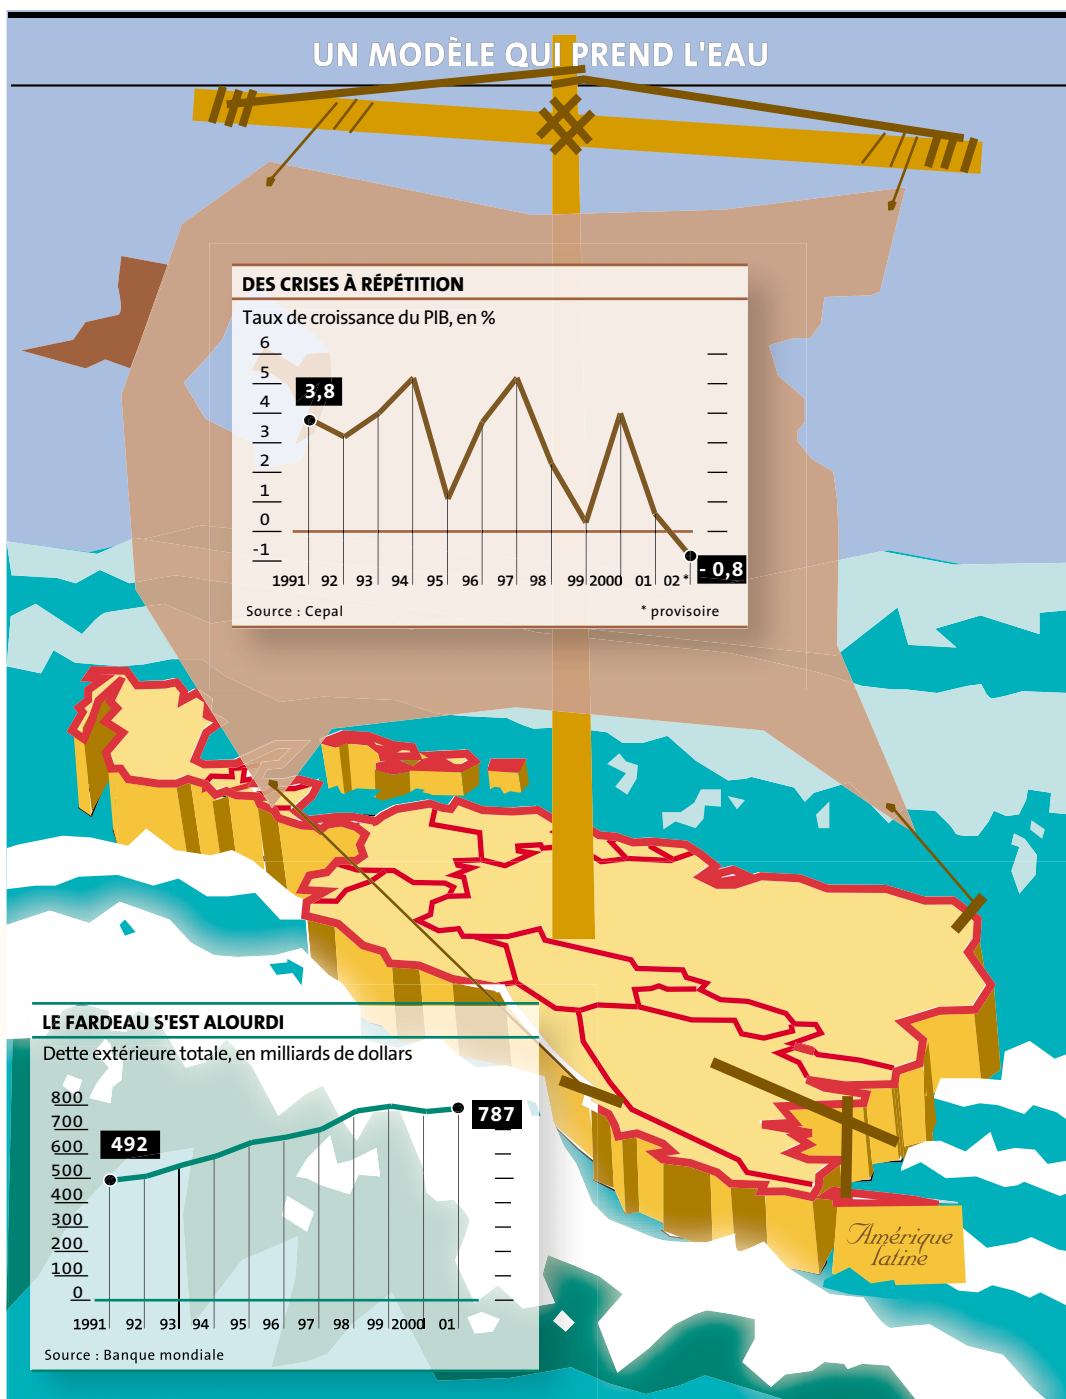 UN MODÈLE QUI PREND L'EAU
DES CRISES À RÉPÉTITION
Taux de croissance du PIB, en %
6
5
4
3
2
1
0
-1
3,8
- 0,8
1991 92 93 94 95 96 97 98 99 2000 01 02 *
Source : Cepal * provisoire
LE FARDEAU S'EST ALOURDI
Dette extérieure totale, en milliards de dollars
800
700
600
500
400
300
200
100
0
492
787
1991 92 93 94 95 96 97 98 99 2000 01
Source : Banque mondiale
Amérique
latine